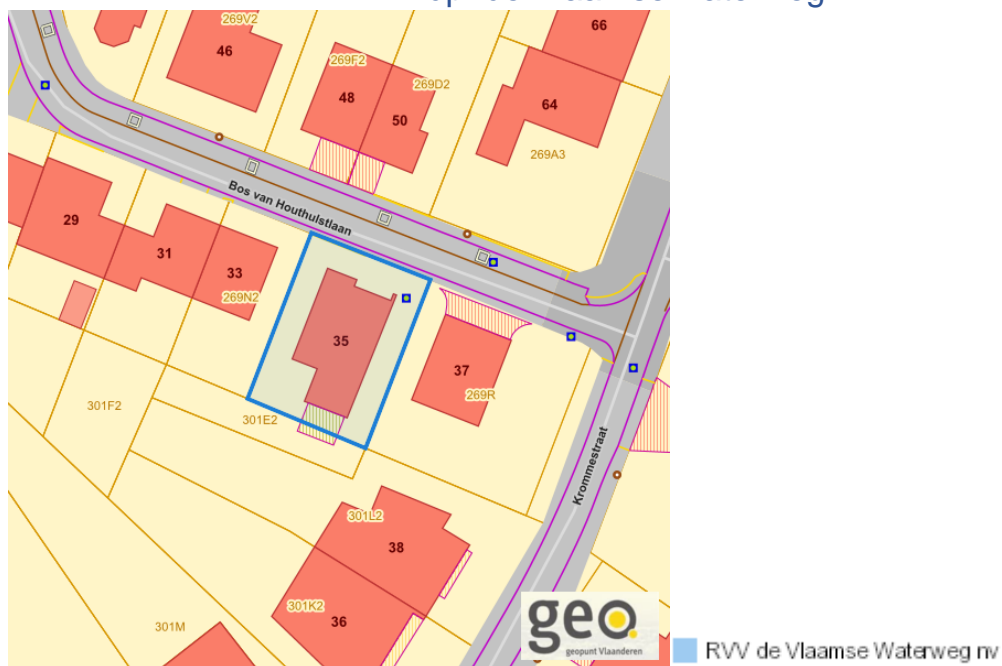 269V2
66
46
269F2
269D2
48
50
64
269A3
Bos van Houthulstlaan
29
31
33
269N2
35
37
269R
301F2
301E2
Krommestraat
301L2
38
301K2
36
301M
geo
geopunt Vlaanderen
RVV de Vlaamse Waterweg nv